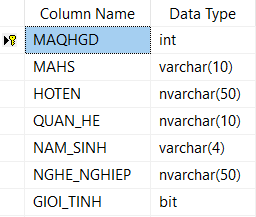 Column Name Data Type
MAQHGD int
MAHS varchar(10)
HOTEN nvarchar(50)
QUAN_HE nvarchar(10)
NAM_SINH varchar(4)
NGHE_NGHIEP nvarchar(50)
GIOI_TINH bit